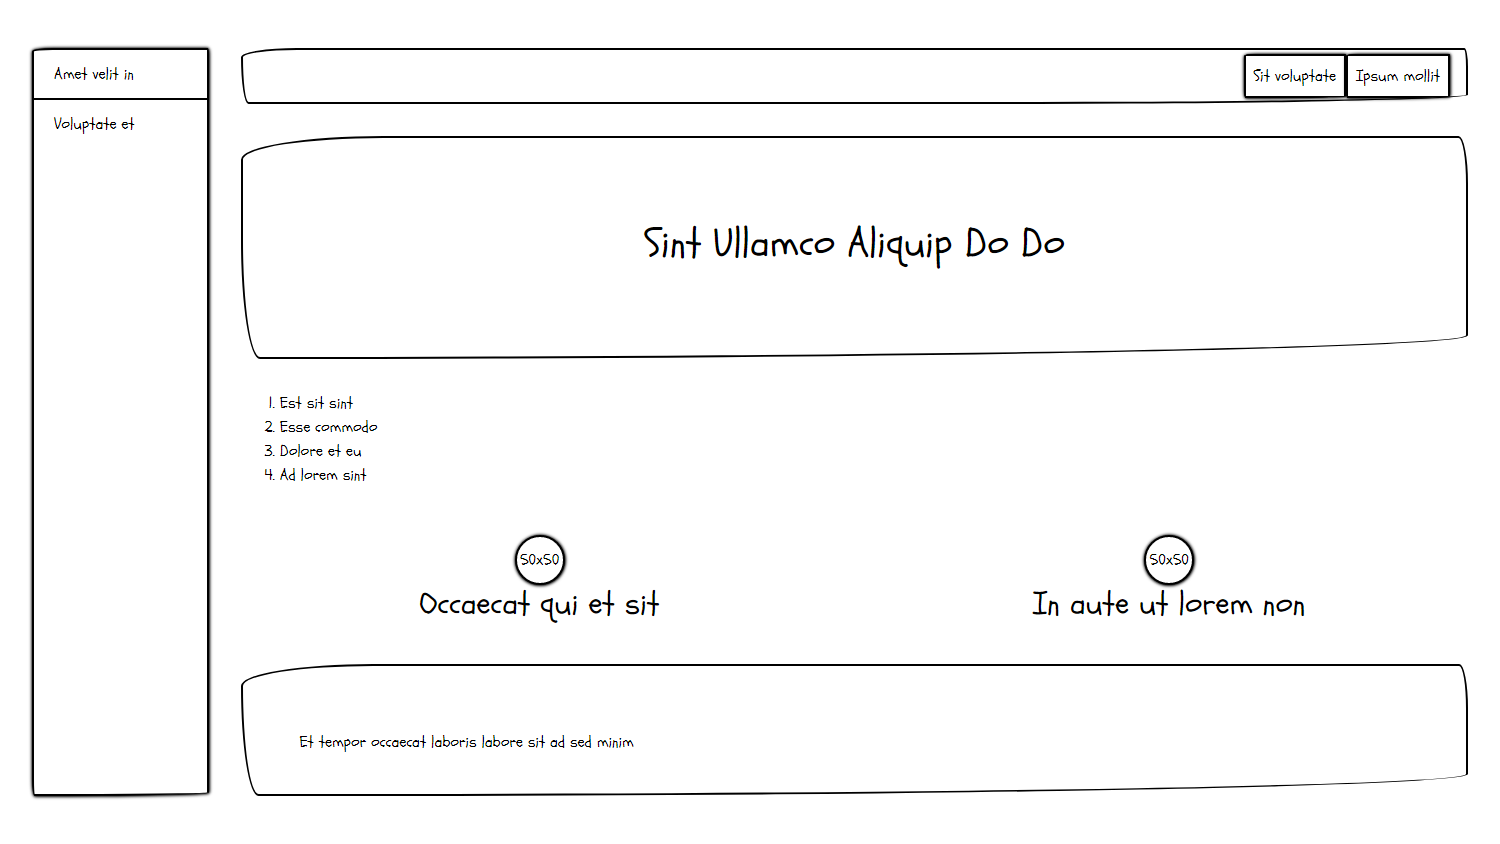 Amet velit in
Voluptate et
Sit voluptate
Ipsum mollit
Sint Ullamco Aliquip Do Do
1. Est sit sint
2. Esse commodo
3. Dolore et eu
4. Ad lorem sint
50x50
Occaecat qui et sit
50x50
In aute ut lorem non
Et tempor occaecat laboris labore sit ad sed minim